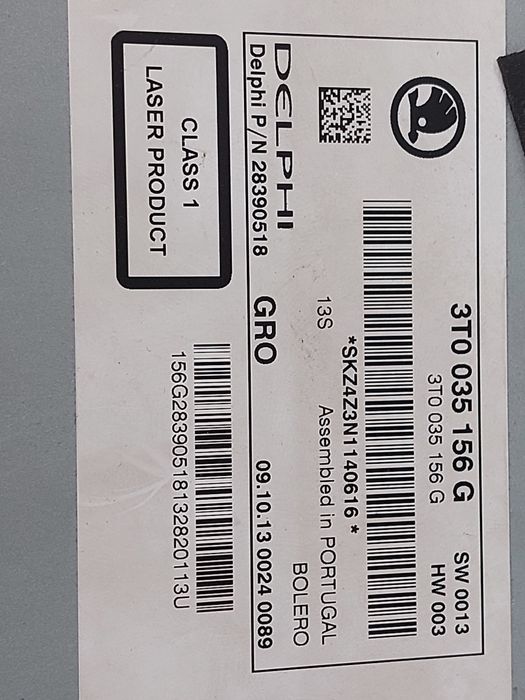 3T0 035 156 G SW 0013
3T0 035 156 G HW 003
*SKZ4Z3N1140616*
13S Assembled in PORTUGAL
BOLERO
DELPHI
Delphi P/N 28390518 GRO 09.10.13 0024 0089
CLASS 1
LASER PRODUCT
156G28390518132820113U